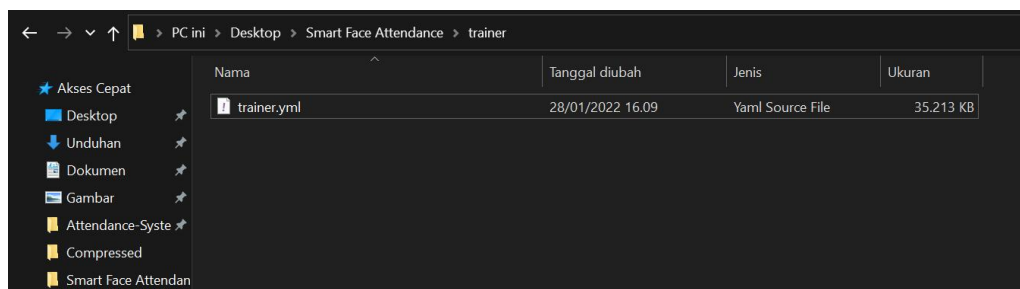 PC ini > Desktop > Smart Face Attendance > trainer
Nama Tanggal diubah Jenis Ukuran
Akses Cepat
Desktop
Unduhan
Dokumen
Gambar
Attendance-Syste
Compressed
Smart Face Attendan
trainer.yml 28/01/2022 16.09 Yaml Source File 35.213 KB